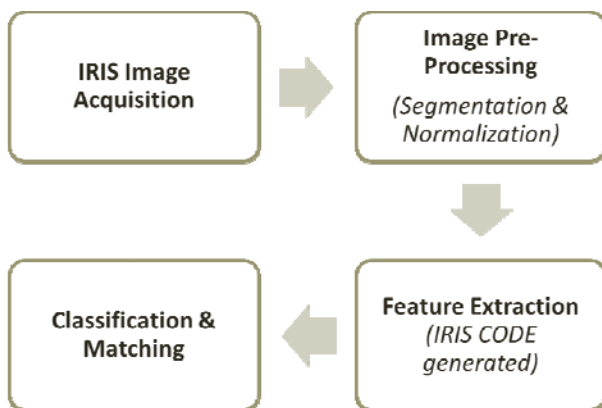 IRIS Image
Acquisition
Image Pre-
Processing
(Segmentation &
Normalization)
Feature Extraction
(IRIS CODE
generated)
Classification &
Matching